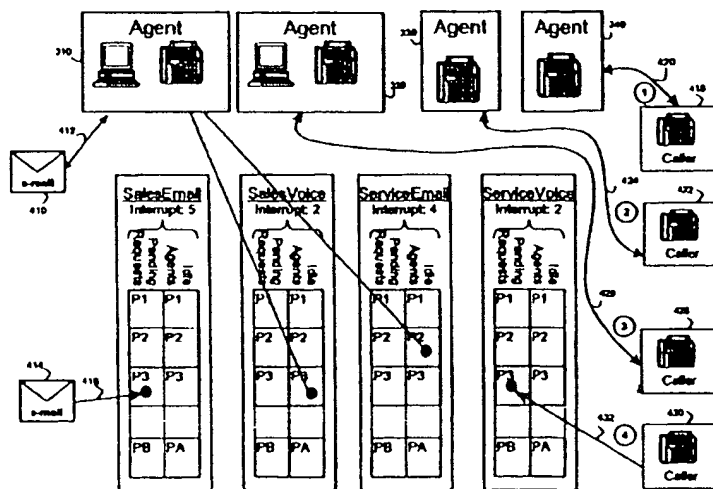 Agent
Agent
Agent
Agent
310
330
340
420
418
1
Caller
412
e-mail
410
SalesEmail
Interrupt: 5
Pending Requests
Idle Agents
P1 P1
P2 P2
P3 P3
PB PA
SalesVoice
Interrupt: 2
Pending Requests
Idle Agents
P1 P1
P2 P2
P3 P3
PB PA
ServiceEmail
Interrupt: 4
Pending Requests
Idle Agents
P1 P1
P2 P2
P3 P3
PB PA
ServiceVoice
Interrupt: 2
Pending Requests
Idle Agents
P1 P1
P2 P2
P3 P3
PB PA
424
2
422
Caller
3
Caller
414
e-mail
432
4
430
Caller